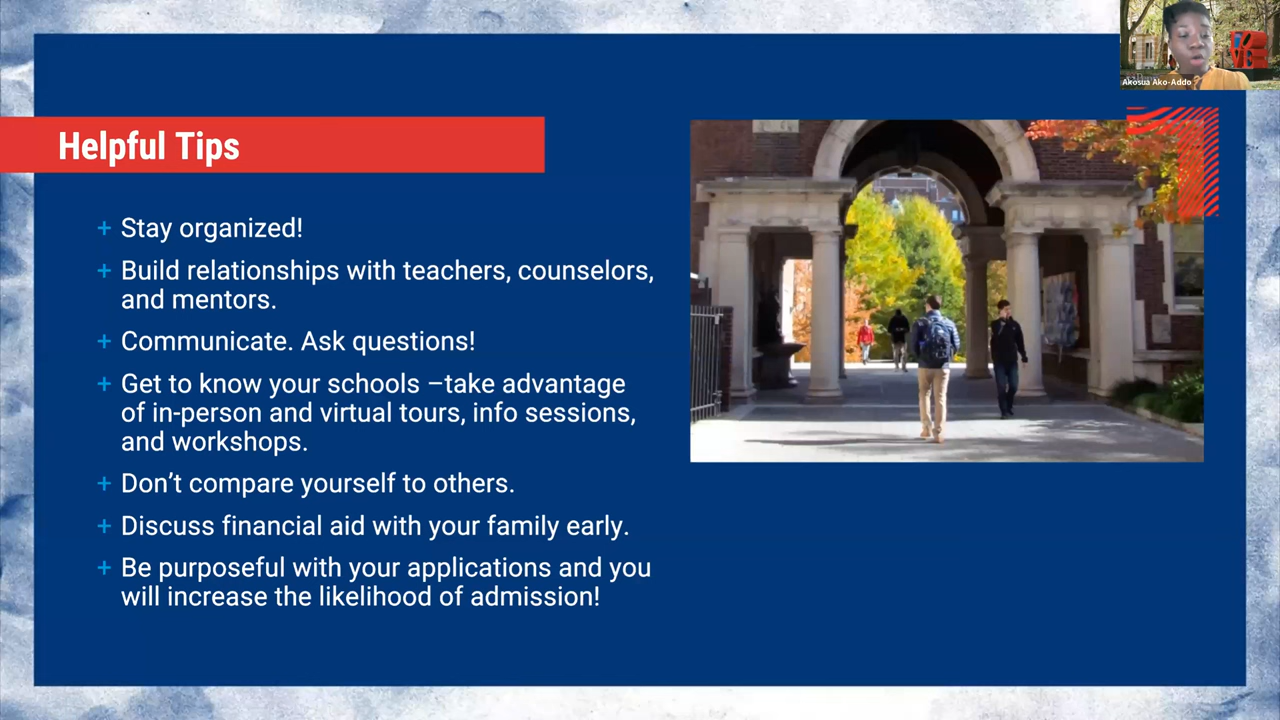 Akosua Ako-Addo
Helpful Tips
+ Stay organized!
+ Build relationships with teachers, counselors,
and mentors.
+ Communicate. Ask questions!
+ Get to know your schools –take advantage
of in-person and virtual tours, info sessions,
and workshops.
+ Don’t compare yourself to others.
+ Discuss financial aid with your family early.
+ Be purposeful with your applications and you
will increase the likelihood of admission!